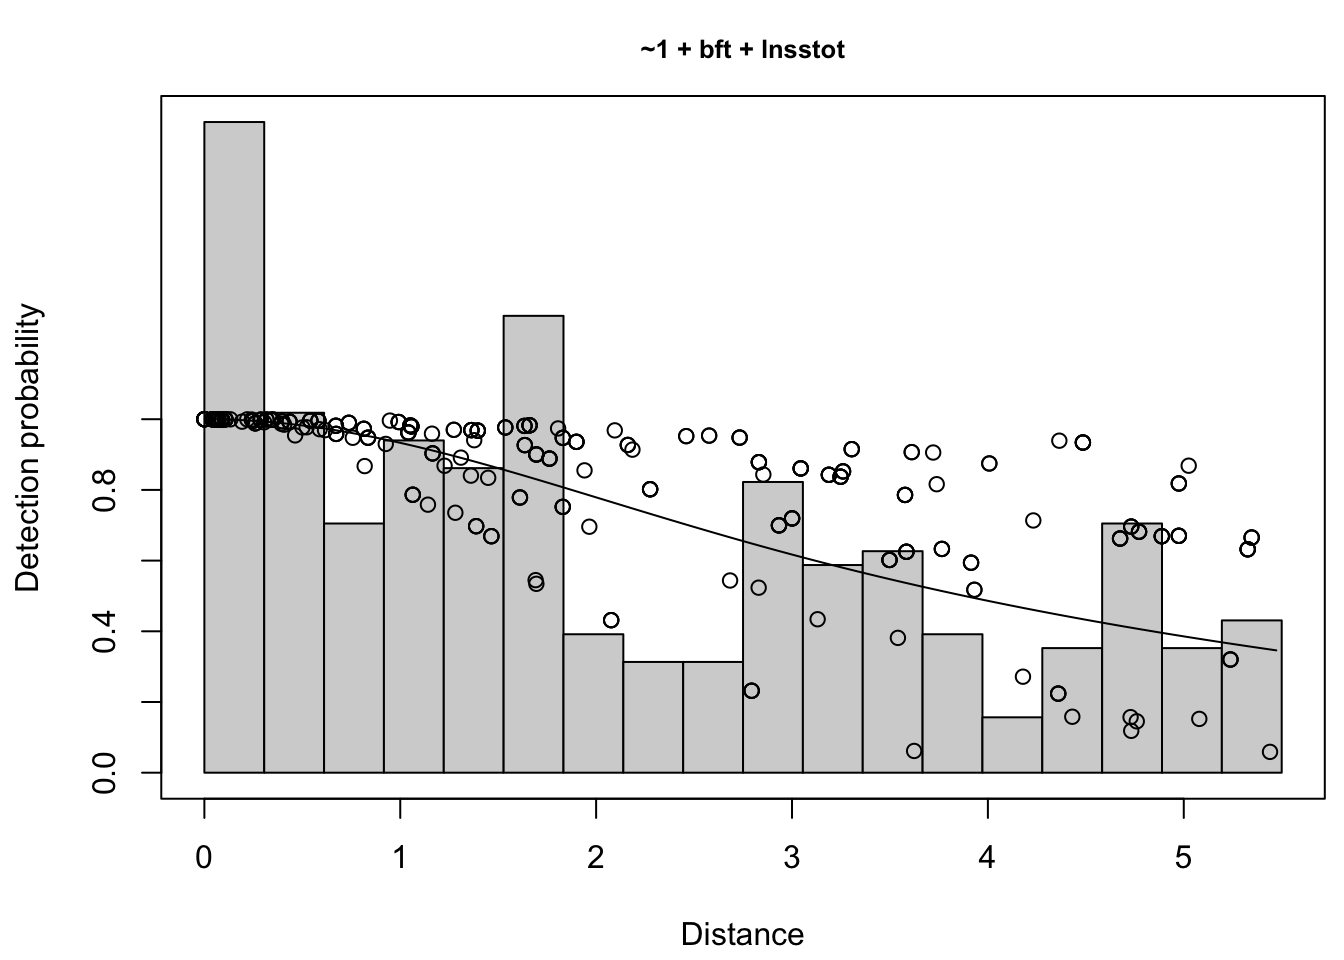 ~1 + bft + lnsstot
Detection probability
0.8
0.4
0.0
0 1 2 3 4 5
Distance